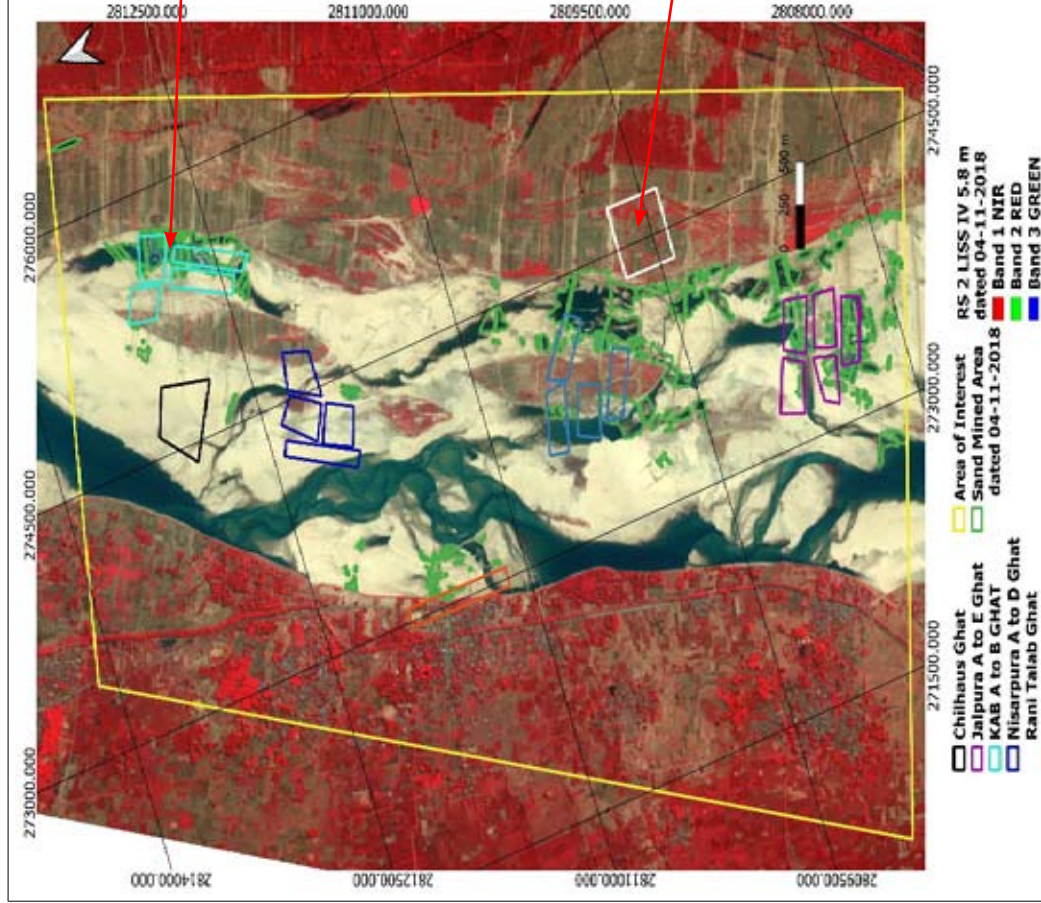 2812500.000
2811000.000
2809500.000
2808000.000
276000.000
274500.000
273000.000
274500.000
273000.000
271500.000
2814000.000
2812500.000
2811000.000
2809500.000
0 250 500 m
Chilhaus Ghat
Jalpura A to E Ghat
KAB A to B GHAT
Nisarpura A to D Ghat
Rani Talab Ghat
Area of Interest
Sand Mined Area
dated 04-11-2018
RS 2 LISS IV 5.8 m
dated 04-11-2018
Band 1 NIR
Band 2 RED
Band 3 GREEN